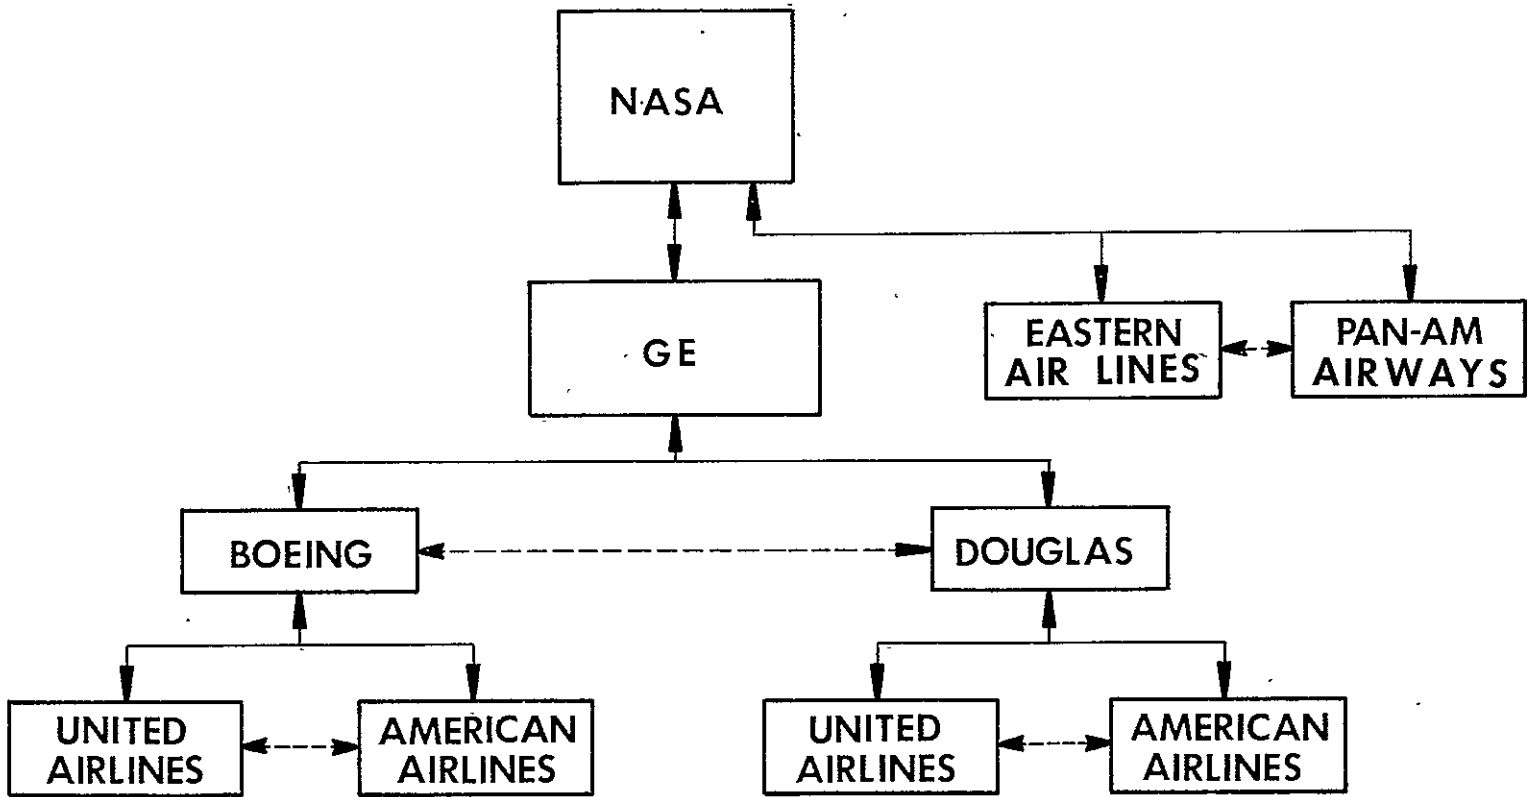 NASA
GE
EASTERN
AIR LINES
PAN-AM
AIRWAYS
BOEING
DOUGLAS
UNITED
AIRLINES
AMERICAN
AIRLINES
UNITED
AIRLINES
AMERICAN
AIRLINES